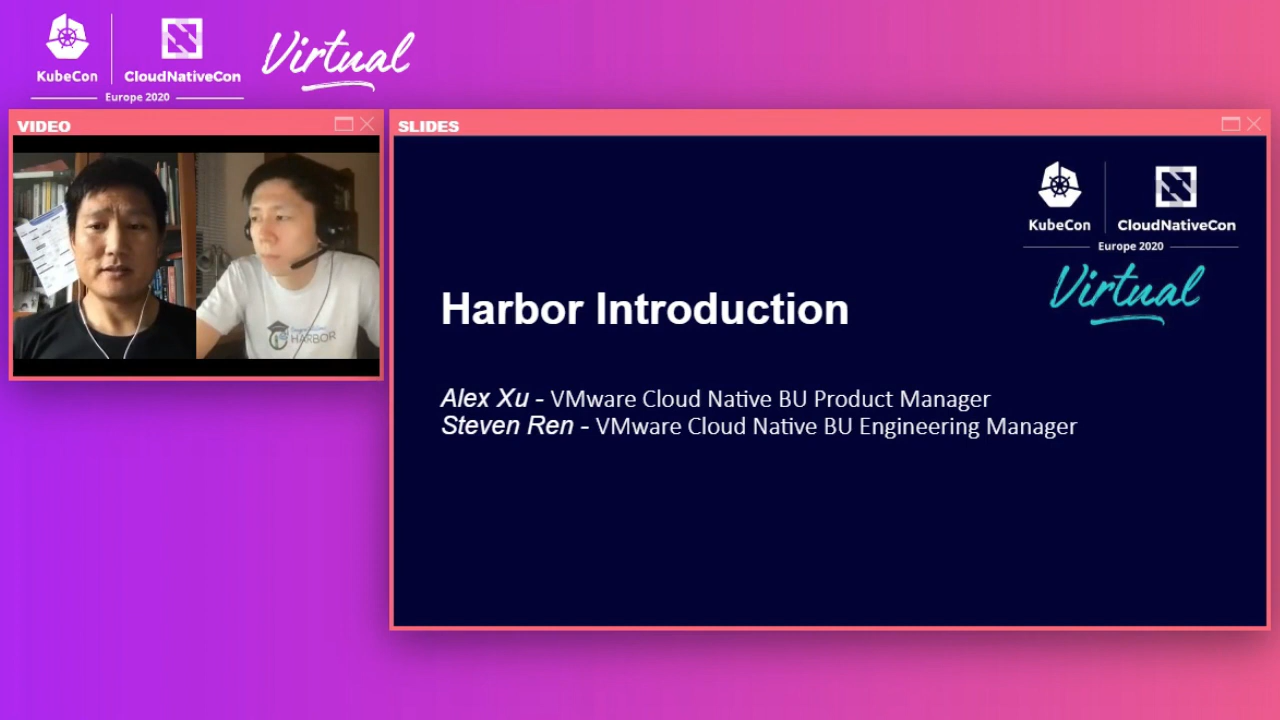 KubeCon
CloudNativeCon
Europe 2020
Virtual
VIDEO
SLIDES
KubeCon
CloudNativeCon
Europe 2020
Virtual
HARBOR
Harbor Introduction
Alex Xu - VMware Cloud Native BU Product Manager
Steven Ren - VMware Cloud Native BU Engineering Manager